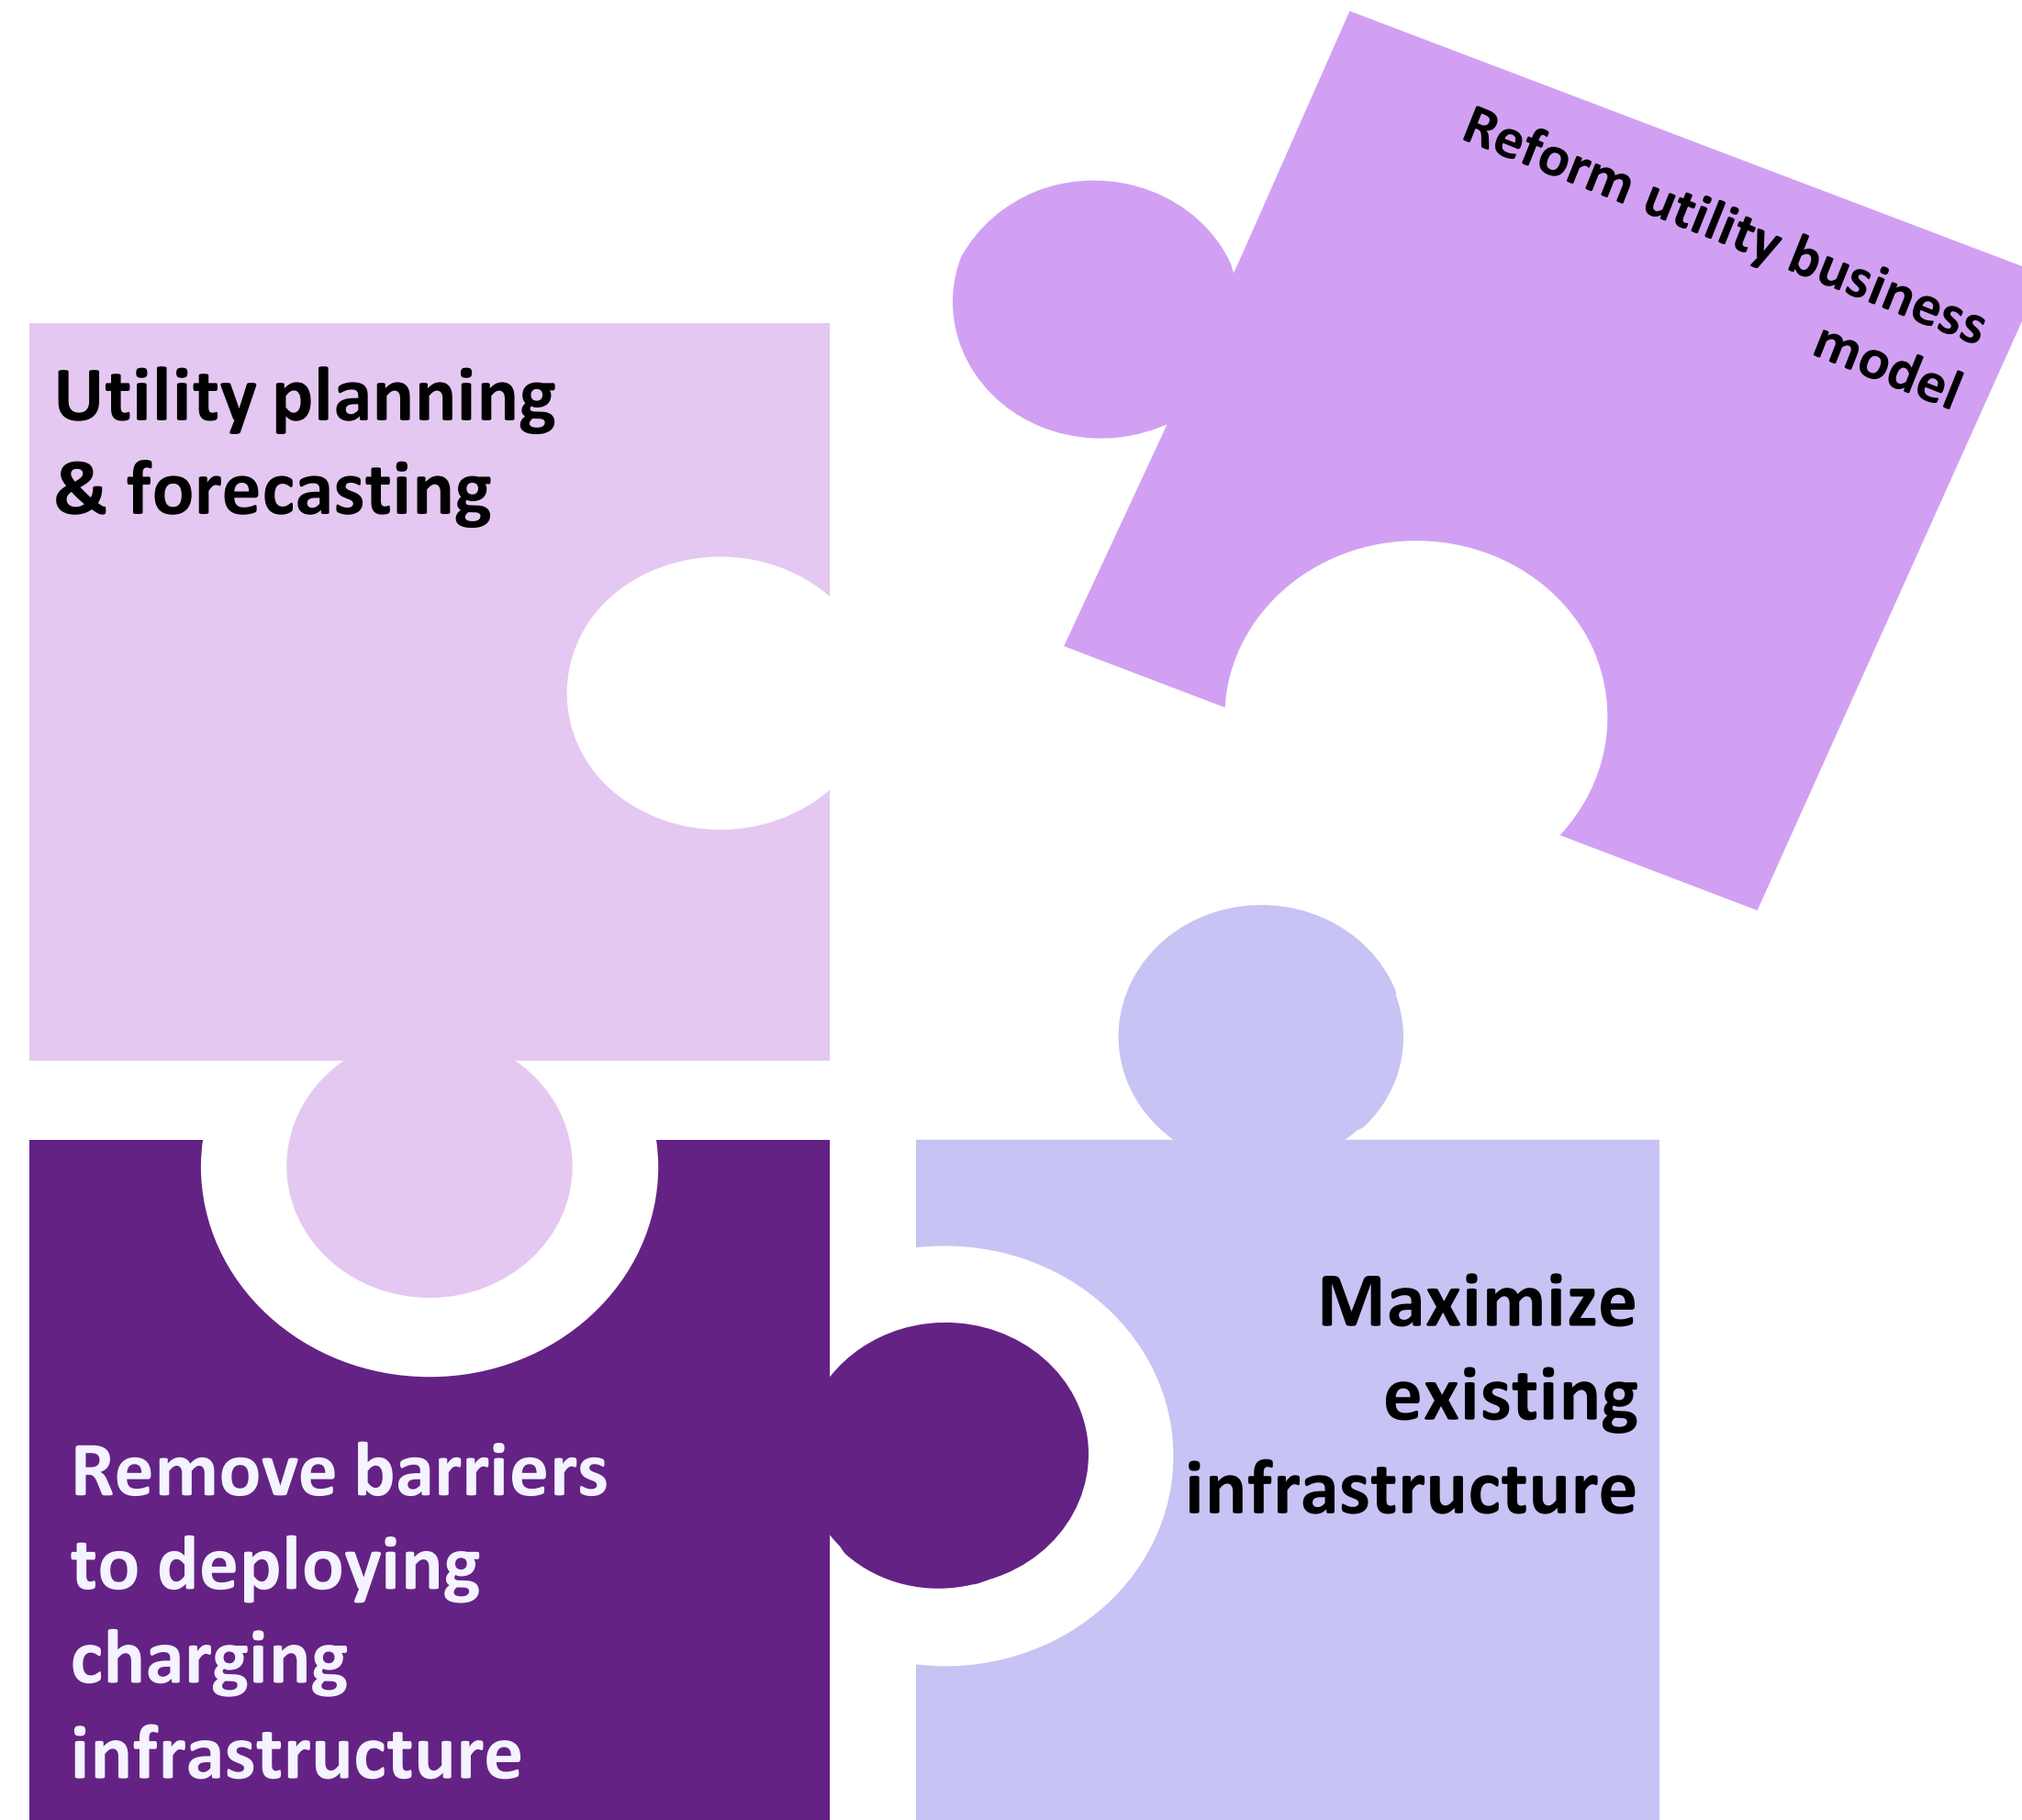 Utility planning
& forecasting
Reform utility business
model
Remove barriers
to deploying
charging
infrastructure
Maximize
existing
infrastructure